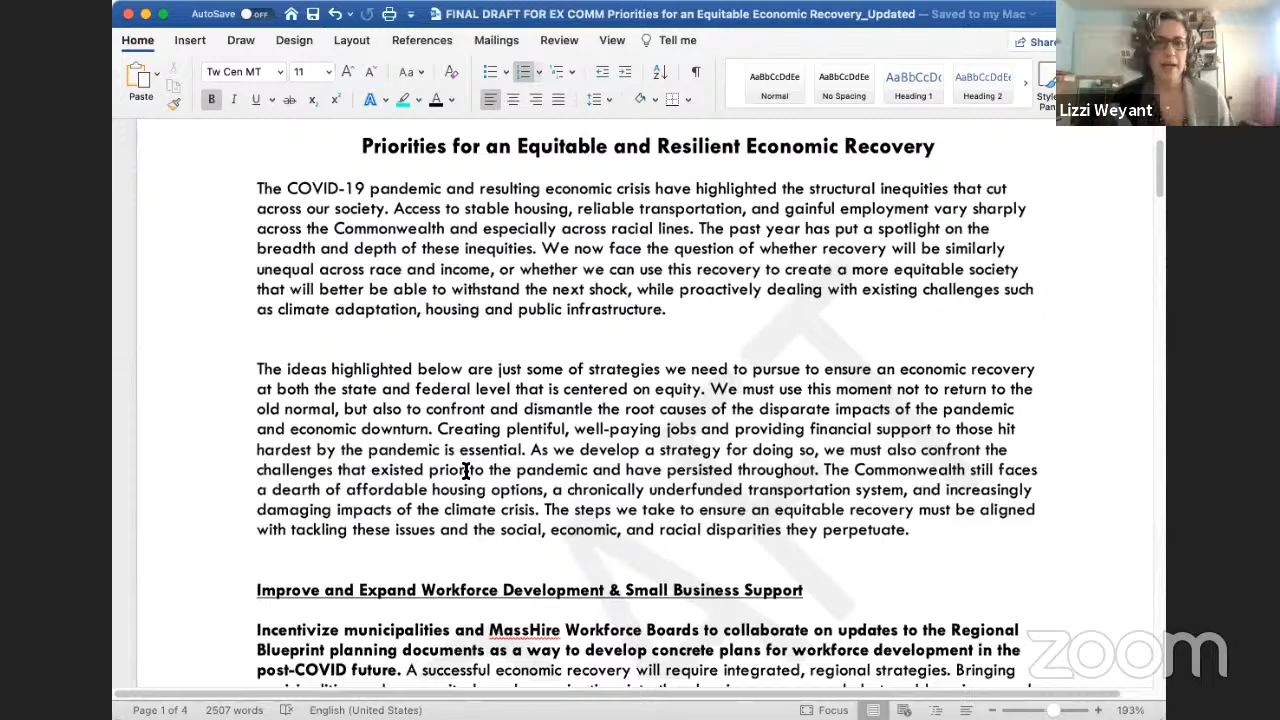 AutoSave OFF FINAL DRAFT FOR EX COMM Priorities for an Equitable Economic Recovery_Updated — Saved to my Mac
Home Insert Draw Design Layout References Mailings Review View Tell me Share
Paste Tw Cen MT 11 AaBbCcDdEe AaBbCcDdEe AaBbCcDc AaBbCcDdEe
Normal No Spacing Heading 1 Heading 2
Lizzi Weyant
Priorities for an Equitable and Resilient Economic Recovery
The COVID-19 pandemic and resulting economic crisis have highlighted the structural inequities that cut
across our society. Access to stable housing, reliable transportation, and gainful employment vary sharply
across the Commonwealth and especially across racial lines. The past year has put a spotlight on the
breadth and depth of these inequities. We now face the question of whether recovery will be similarly
unequal across race and income, or whether we can use this recovery to create a more equitable society
that will better be able to withstand the next shock, while proactively dealing with existing challenges such
as climate adaptation, housing and public infrastructure.
The ideas highlighted below are just some of strategies we need to pursue to ensure an economic recovery
at both the state and federal level that is centered on equity. We must use this moment not to return to the
old normal, but also to confront and dismantle the root causes of the disparate impacts of the pandemic
and economic downturn. Creating plentiful, well-paying jobs and providing financial support to those hit
hardest by the pandemic is essential. As we develop a strategy for doing so, we must also confront the
challenges that existed prior to the pandemic and have persisted throughout. The Commonwealth still faces
a dearth of affordable housing options, a chronically underfunded transportation system, and increasingly
damaging impacts of the climate crisis. The steps we take to ensure an equitable recovery must be aligned
with tackling these issues and the social, economic, and racial disparities they perpetuate.
Improve and Expand Workforce Development & Small Business Support
Incentivize municipalities and MassHire Workforce Boards to collaborate on updates to the Regional
Blueprint planning documents as a way to develop concrete plans for workforce development in the
post-COVID future. A successful economic recovery will require integrated, regional strategies. Bringing
zoom
Page 1 of 4 2507 words English (United States) Focus 193%